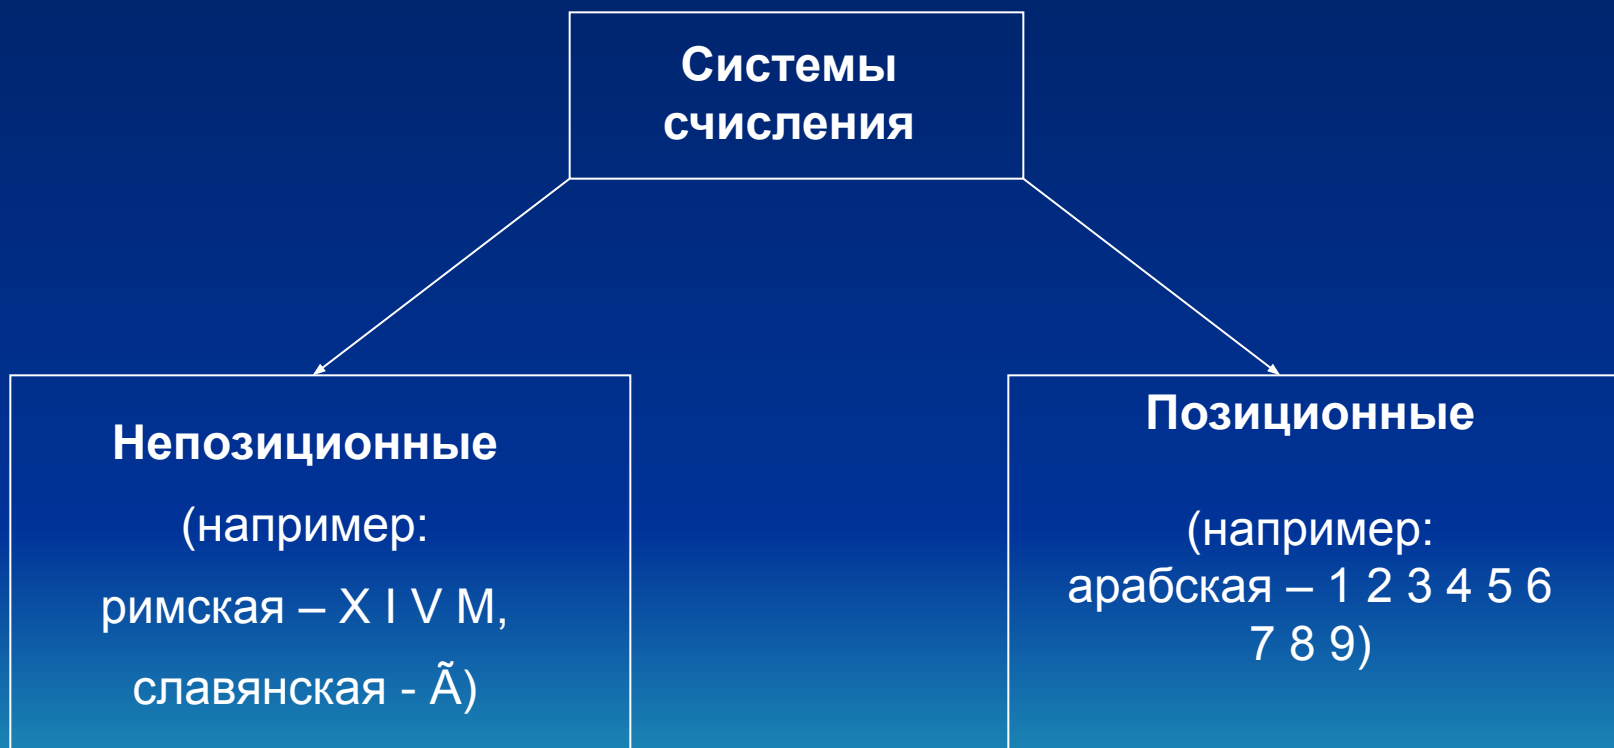 Системы
счисления
Непозиционные
(например:
римская – X I V M,
славянская - Ã)
Позиционные
(например:
арабская – 1 2 3 4 5 6
7 8 9)